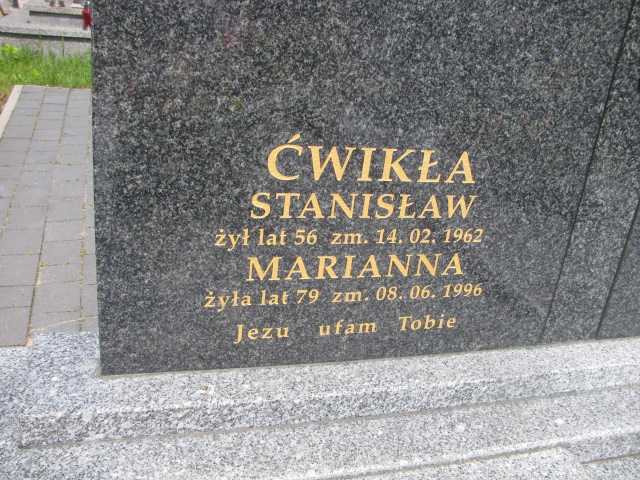 ĆWIKŁA
STANISŁAW
żył lat 56 zm. 14. 02. 1962
MARIANNA
żyła lat 79 zm. 08. 06. 1996
Jezu ufam Tobie